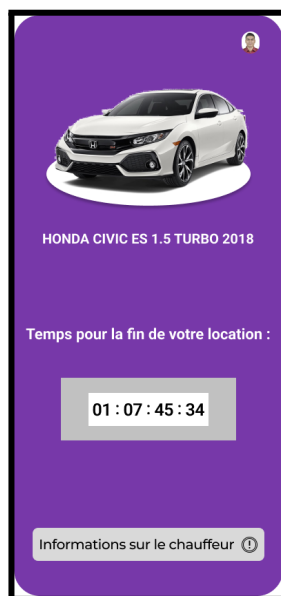 HONDA CIVIC ES 1.5 TURBO 2018
Temps pour la fin de votre location :
01 : 07 : 45 : 34
Informations sur le chauffeur